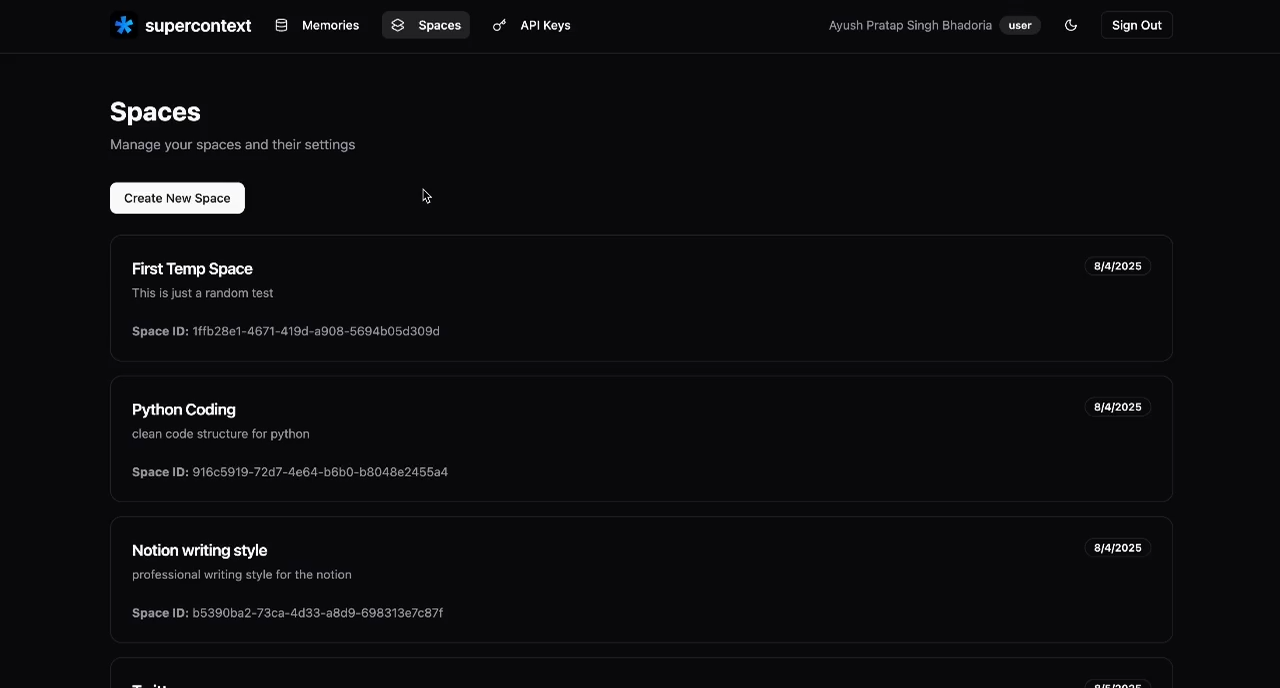 supercontext Memories Spaces API Keys Ayush Pratap Singh Bhadoria user Sign Out
Spaces
Manage your spaces and their settings
Create New Space
First Temp Space 8/4/2025
This is just a random test
Space ID: 1ffb28e1-4671-419d-a908-5694b05d309d
Python Coding 8/4/2025
clean code structure for python
Space ID: 916c5919-72d7-4e64-b6b0-b8048e2455a4
Notion writing style 8/4/2025
professional writing style for the notion
Space ID: b5390ba2-73ca-4d33-a8d9-698313e7c87f